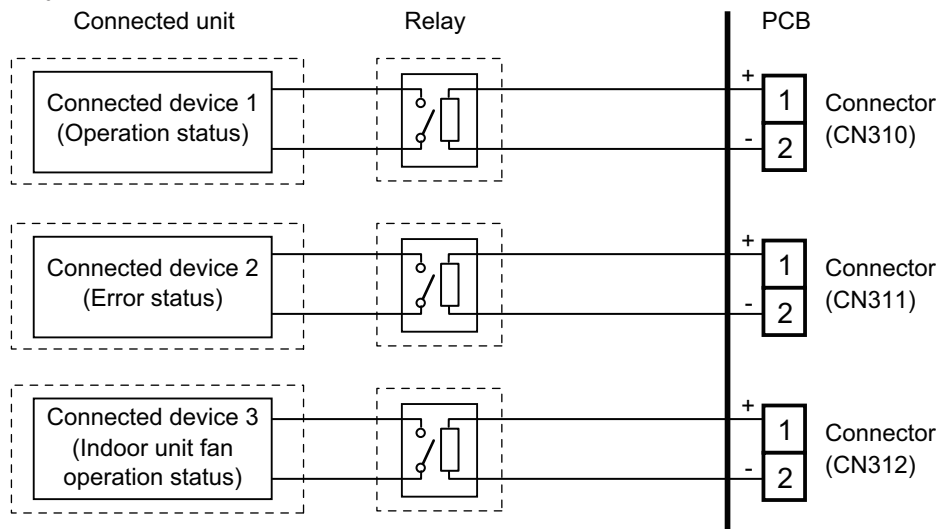 Connected unit
Relay
PCB
Connected device 1
(Operation status)
+
1
-
2
Connector
(CN310)
Connected device 2
(Error status)
+
1
-
2
Connector
(CN311)
Connected device 3
(Indoor unit fan
operation status)
+
1
-
2
Connector
(CN312)